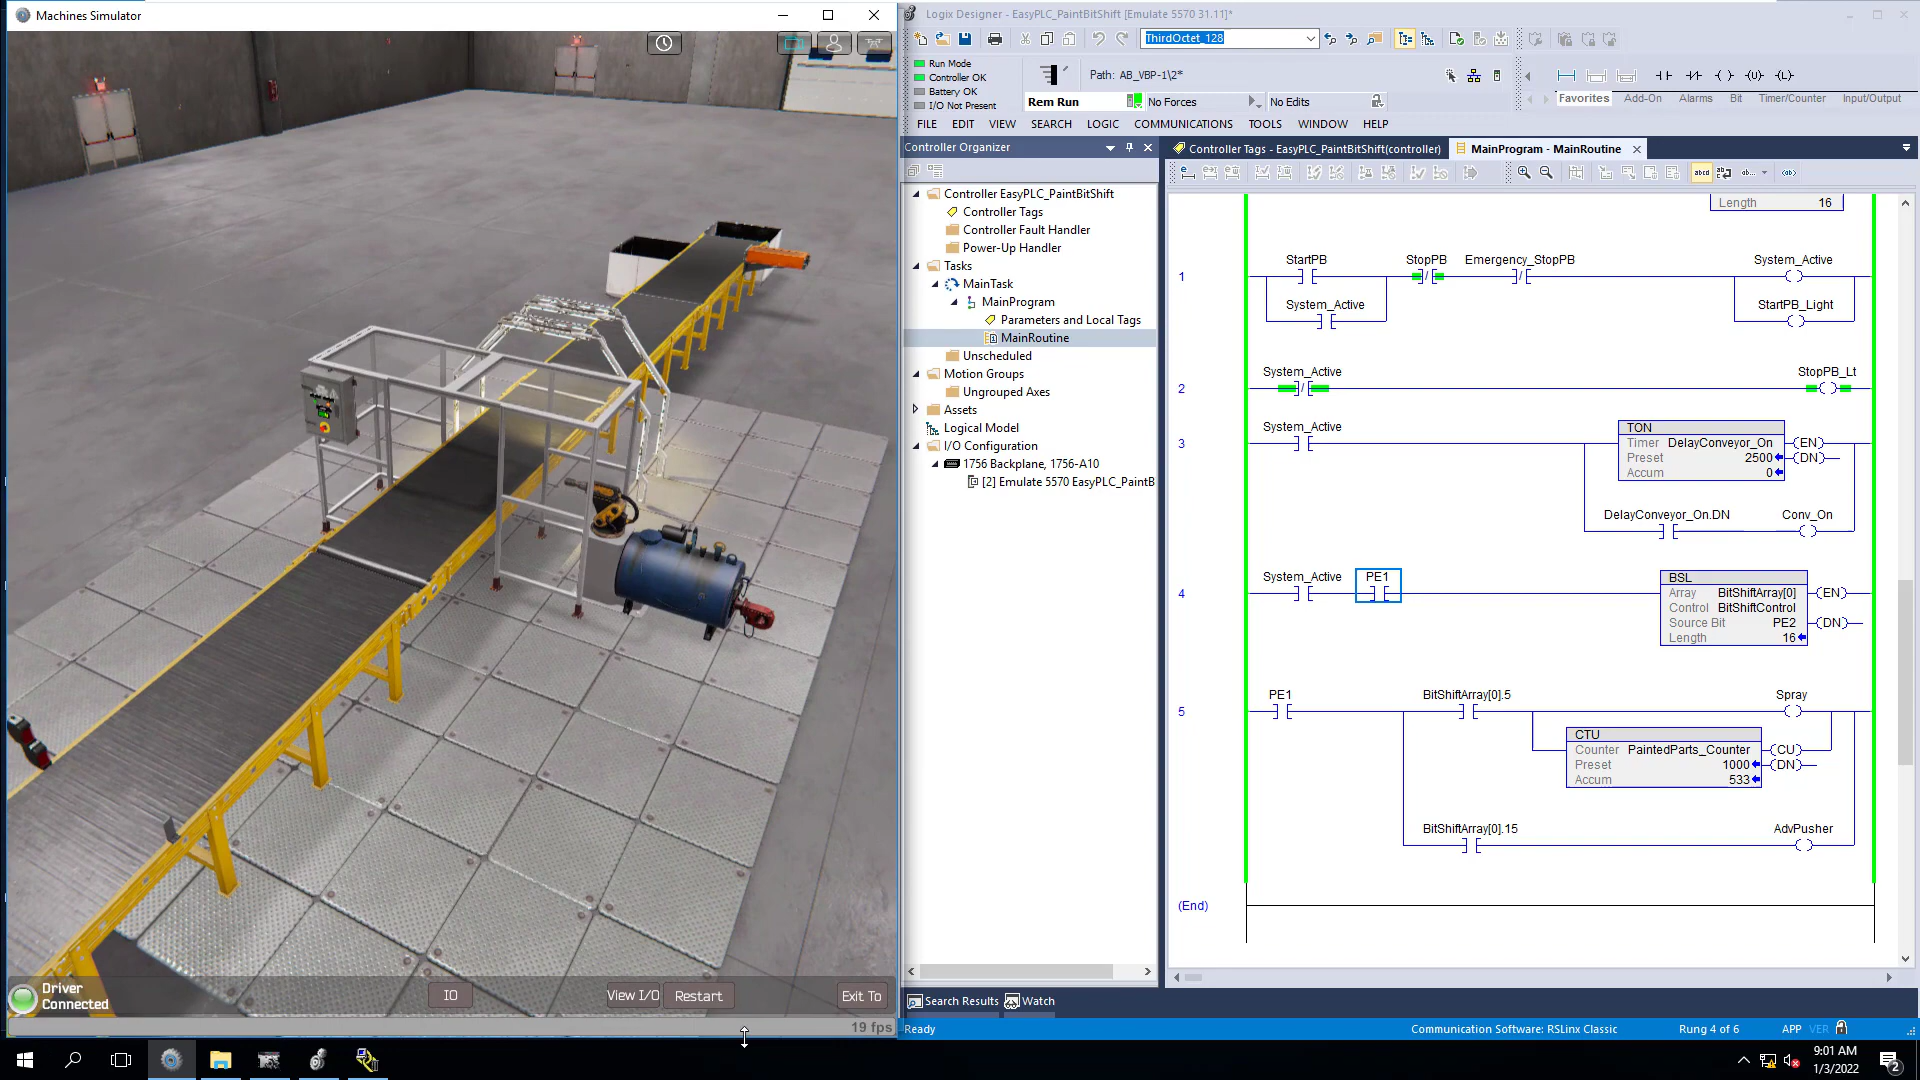 Machines Simulator
Driver
Connected
IO
View I/O
Restart
Exit To
19 fps
Logix Designer - EasyPLC_PaintBitShift [Emulate 5570 31.11]*
ThirdOctet_128
Run Mode
Controller OK
Battery OK
I/O Not Present
Path: AB_VBP-1\2*
Rem Run
No Forces
No Edits
Favorites
Add-On
Alarms
Bit
Timer/Counter
Input/Output
FILE EDIT VIEW SEARCH LOGIC COMMUNICATIONS TOOLS WINDOW HELP
Controller Organizer
Controller EasyPLC_PaintBitShift
Controller Tags
Controller Fault Handler
Power-Up Handler
Tasks
MainTask
MainProgram
Parameters and Local Tags
MainRoutine
Unscheduled
Motion Groups
Ungrouped Axes
Assets
Logical Model
I/O Configuration
1756 Backplane, 1756-A10
[2] Emulate 5570 EasyPLC_PaintB
Controller Tags - EasyPLC_PaintBitShift(controller)
MainProgram - MainRoutine
Length 16
1
StartPB
StopPB
Emergency_StopPB
System_Active
System_Active
StartPB_Light
2
System_Active
StopPB_Lt
3
System_Active
TON
Timer DelayConveyor_On
Preset 2500
Accum 0
EN
DN
DelayConveyor_On.DN
Conv_On
4
System_Active
PE1
BSL
Array BitShiftArray[0]
Control BitShiftControl
Source Bit PE2
Length 16
EN
DN
5
PE1
BitShiftArray[0].5
Spray
CTU
Counter PaintedParts_Counter
Preset 1000
Accum 533
CU
DN
BitShiftArray[0].15
AdvPusher
(End)
Search Results
Watch
Ready
Communication Software: RSLinx Classic
Rung 4 of 6
APP
VER
9:01 AM
1/3/2022
2